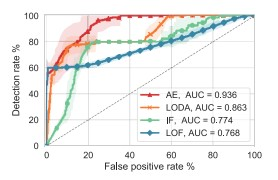 100
80
60
40
20
0
Detection rate %
AE, AUC = 0.936
LODA, AUC = 0.863
IF, AUC = 0.774
LOF, AUC = 0.768
0 20 40 60 80 100
False positive rate %